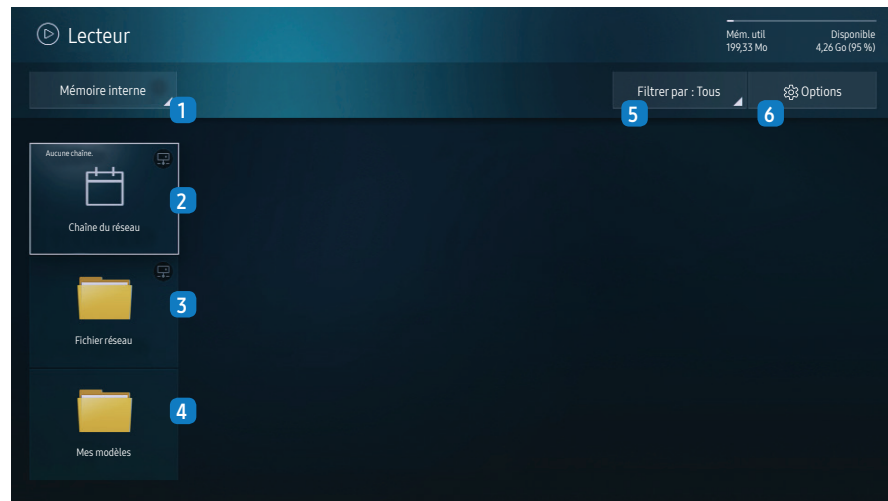 Lecteur
Mém. util
199,33 Mo
Disponible
4,26 Go (95 %)
Mémoire interne
1
Filtrer par : Tous
5
Options
6
Aucune chaîne.
Chaîne du réseau
2
Fichier réseau
3
Mes modèles
4